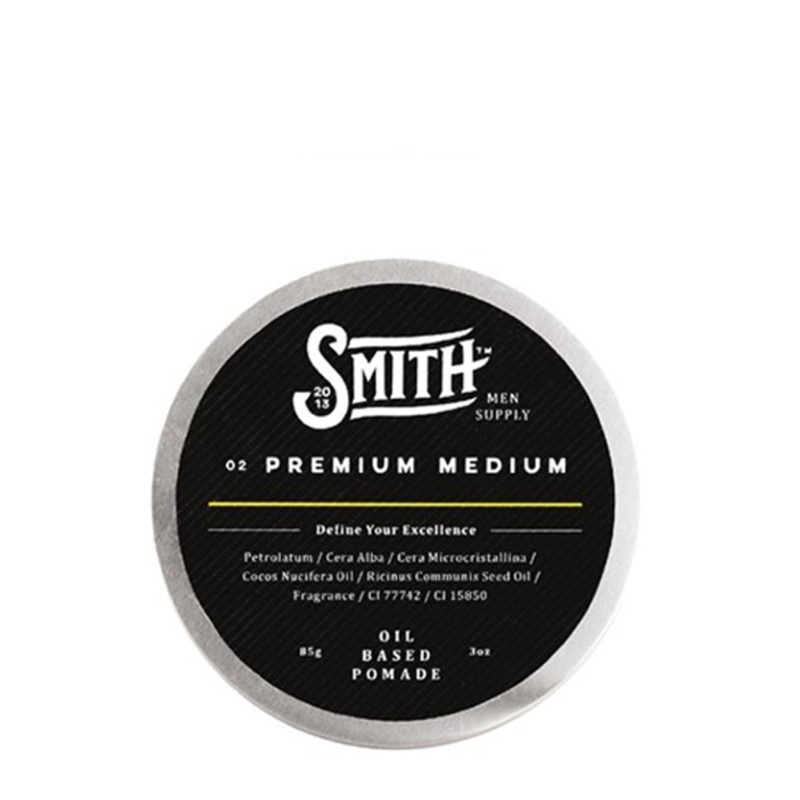 SMITH™
20
13
MEN
SUPPLY
02 PREMIUM MEDIUM
Define Your Excellence
Petrolatum / Cera Alba / Cera Microcristallina /
Cocos Nucifera Oil / Ricinus Communis Seed Oil /
Fragrance / CI 77742 / CI 15850
OIL
85g BASED 3oz
POMADE